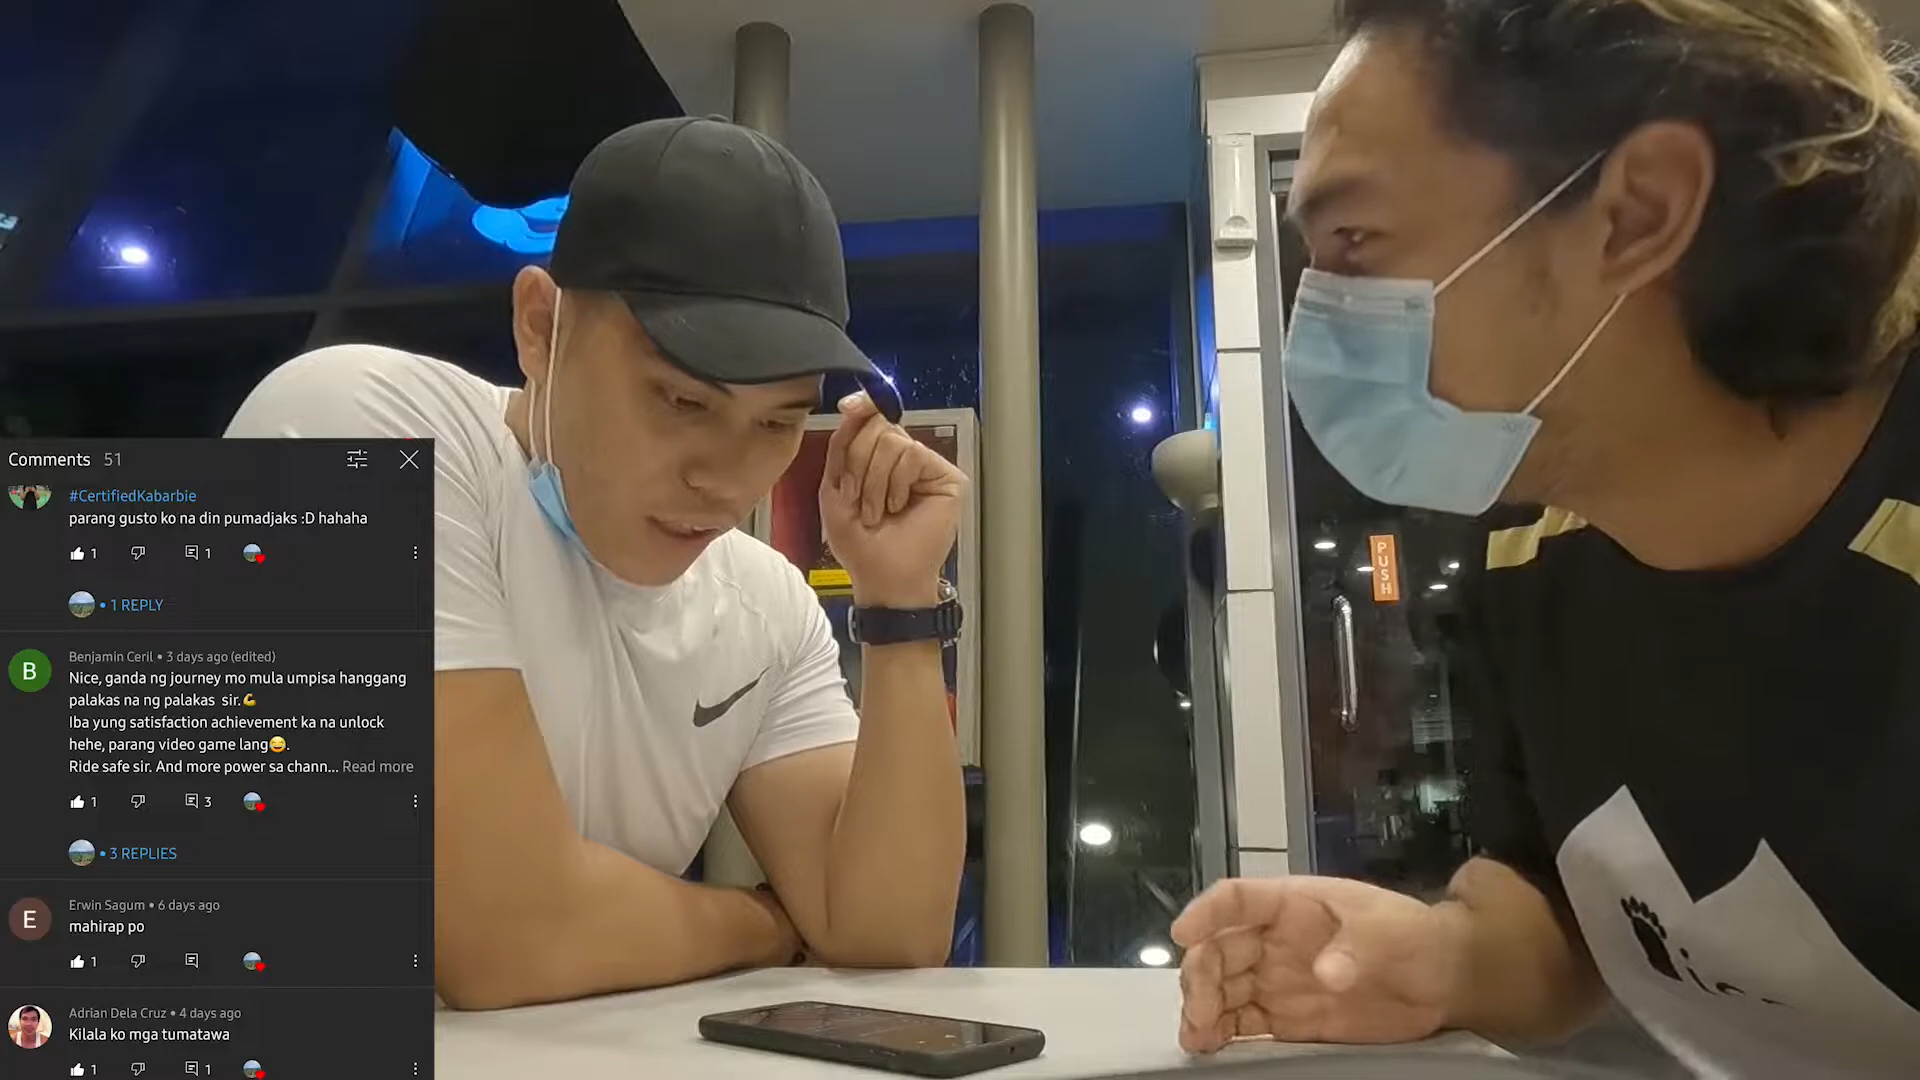 Comments 51
#CertifiedKabarbie
parang gusto ko na din pumadjaks :D hahaha
1
1
• 1 REPLY
B
Benjamin Ceril • 3 days ago (edited)
Nice, ganda ng journey mo mula umpisa hanggang
palakas na ng palakas sir.💪
Iba yung satisfaction achievement ka na unlock
hehe, parang video game lang😂.
Ride safe sir. And more power sa chann... Read more
1
3
• 3 REPLIES
E
Erwin Sagum • 6 days ago
mahirap po
1
Adrian Dela Cruz • 4 days ago
Kilala ko mga tumatawa
1
1
PUSH